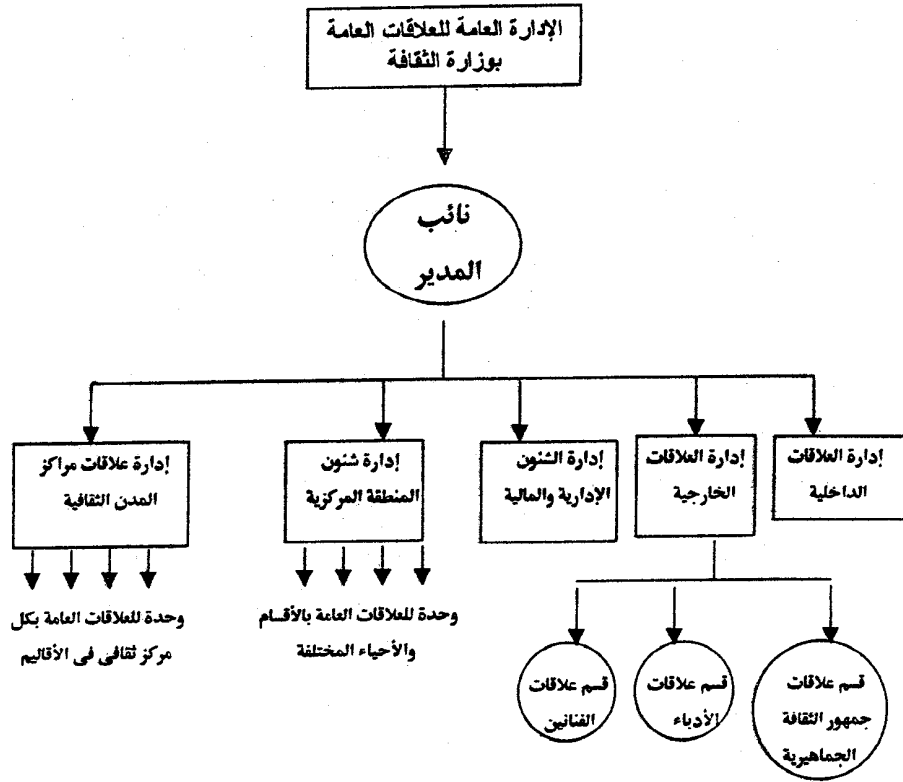 الإدارة العامة للعلاقات العامة
بوزارة الثقافة
نائب
المدير
إدارة العلاقات
الداخلية
إدارة العلاقات
الخارجية
إدارة الشئون
الإدارية والمالية
إدارة شئون
المنطقة المركزية
إدارة علاقات مراكز
المدن الثقافية
وحدة للعلاقات العامة بالأقسام
والأحياء المختلفة
وحدة للعلاقات العامة بكل
مركز ثقافى فى الأقاليم
قسم علاقات
جمهور الثقافة
الجماهيرية
قسم علاقات
الأدباء
قسم علاقات
الفنانين